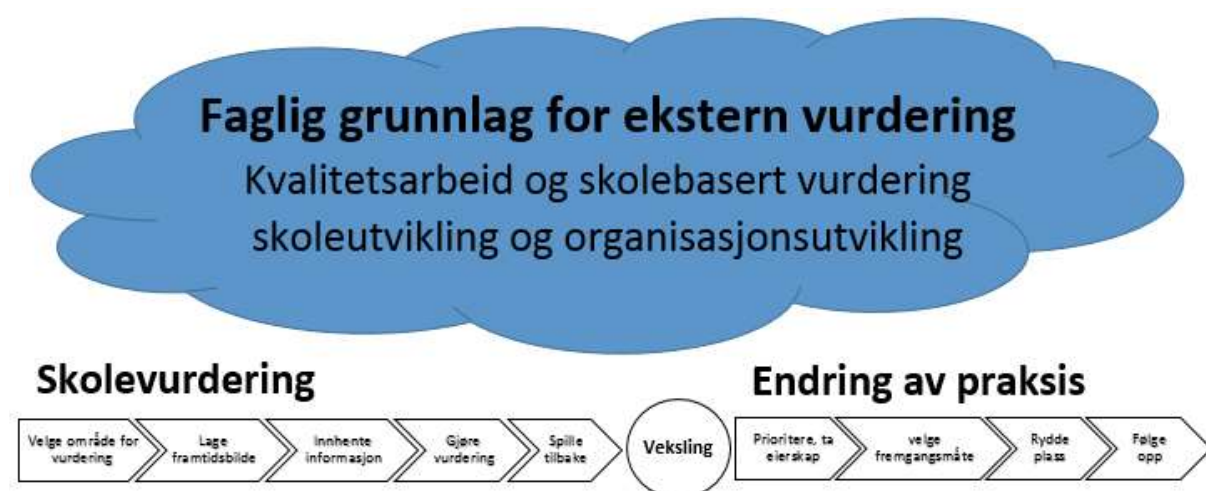 Faglig grunnlag for ekstern vurdering
Kvalitetsarbeid og skolebasert vurdering
skoleutvikling og organisasjonsutvikling
Skolevurdering
Velge område for
vurdering
Lage
framtidsbilde
Innhente
informasjon
Gjøre
vurdering
Spille
tilbake
Veksling
Endring av praksis
Prioritere, ta
eierskap
velge
fremgangsmåte
Rydde
plass
Følge
opp